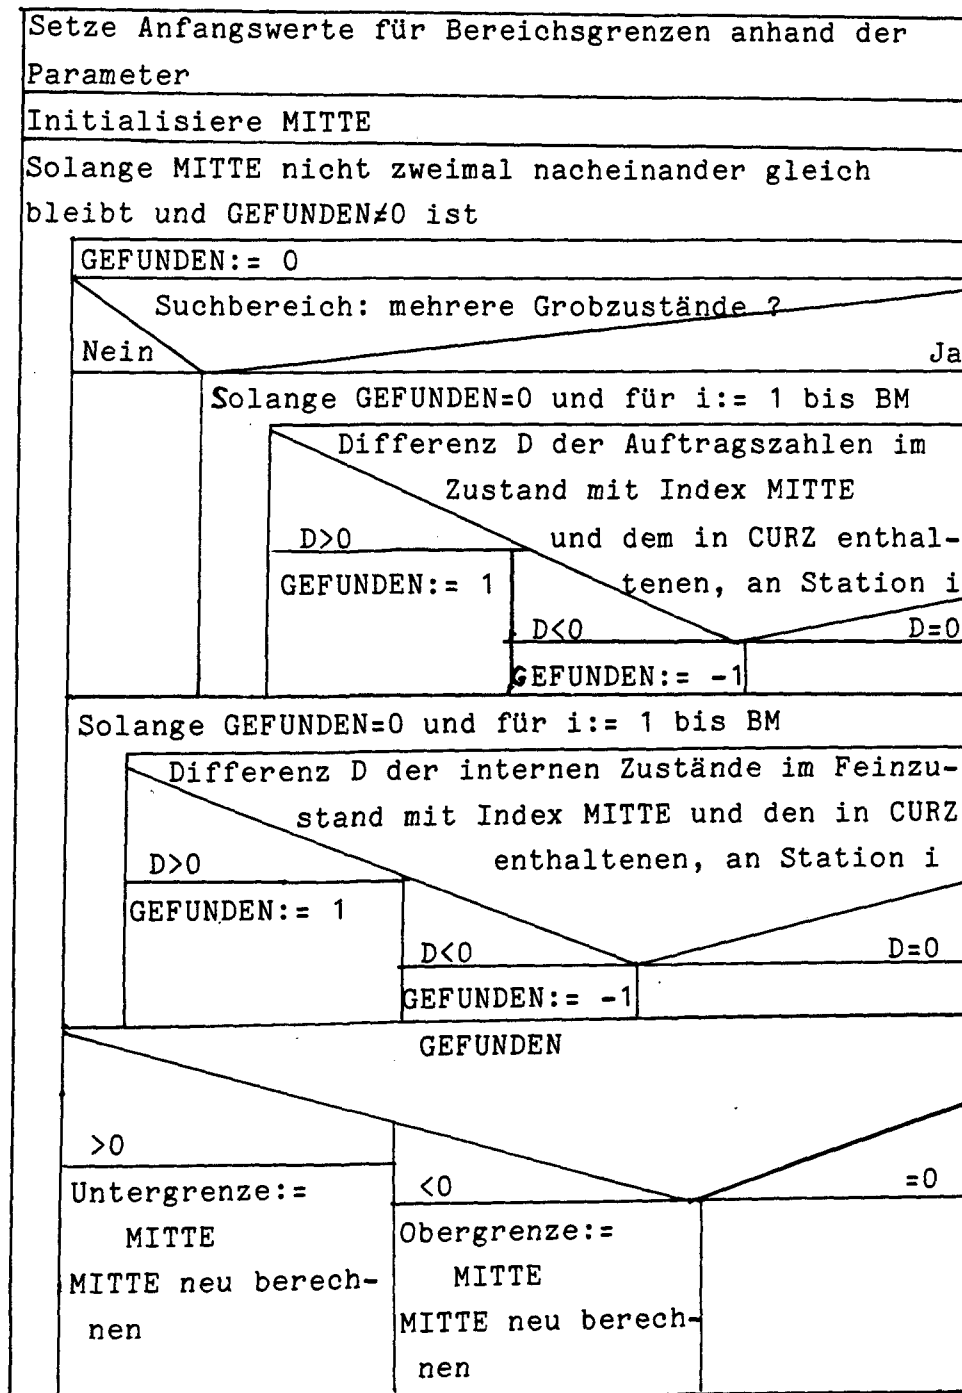 Setze Anfangswerte für Bereichsgrenzen anhand der
Parameter
Initialisiere MITTE
Solange MITTE nicht zweimal nacheinander gleich
bleibt und GEFUNDEN≠0 ist
GEFUNDEN:= 0
Suchbereich: mehrere Grobzustände ?
Nein Ja
Solange GEFUNDEN=0 und für i:= 1 bis BM
Differenz D der Auftragszahlen im
Zustand mit Index MITTE
D>0 und dem in CURZ enthal-
GEFUNDEN:= 1 tenen, an Station i
D<0 D=0
GEFUNDEN:= -1
Solange GEFUNDEN=0 und für i:= 1 bis BM
Differenz D der internen Zustände im Feinzu-
stand mit Index MITTE und den in CURZ
D>0 enthaltenen, an Station i
GEFUNDEN:= 1
D<0 D=0
GEFUNDEN:= -1
GEFUNDEN
>0
<0 =0
Untergrenze:=
MITTE
MITTE neu berech-
nen
Obergrenze:=
MITTE
MITTE neu berech-
nen